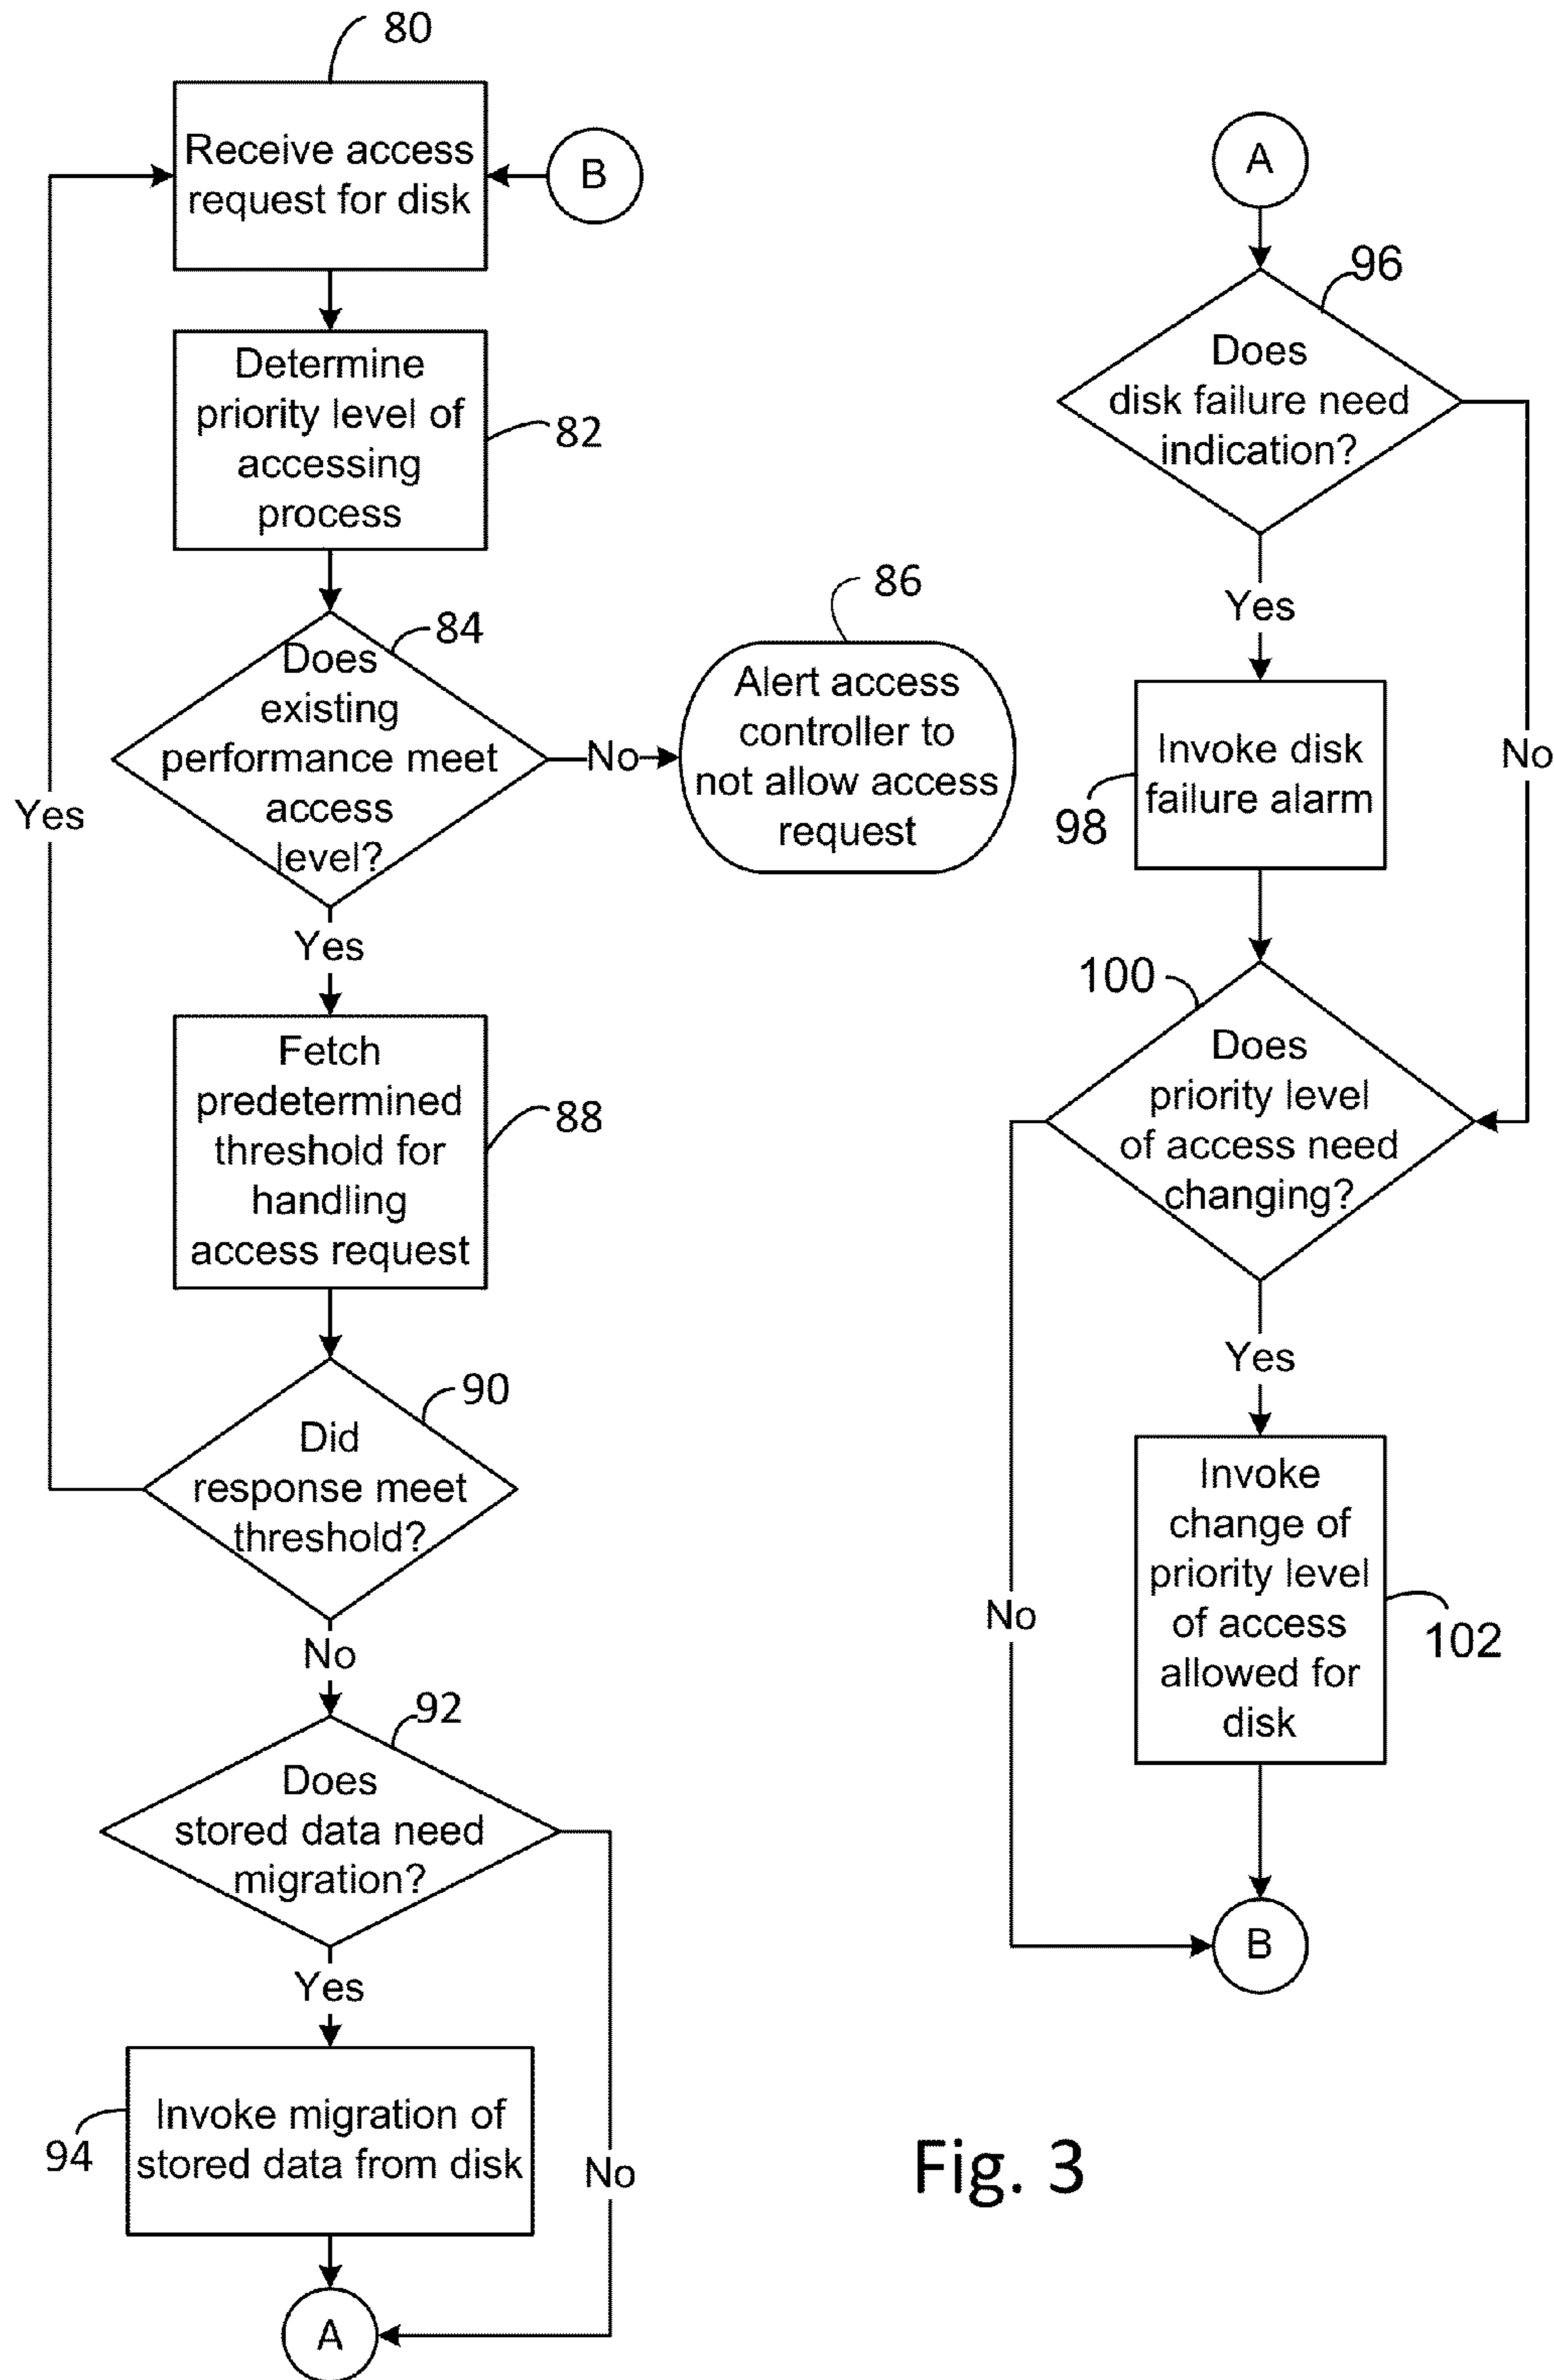 80
Receive access
request for disk
B
Determine
priority level of
accessing
process
82
84
Does
existing
performance meet
access
level?
No
86
Alert access
controller to
not allow access
request
Yes
Yes
Fetch
predetermined
threshold for
handling
access request
88
90
Did
response meet
threshold?
No
92
Does
stored data need
migration?
Yes
No
94
Invoke migration of
stored data from disk
A
A
96
Does
disk failure need
indication?
Yes
No
98
Invoke disk
failure alarm
100
Does
priority level
of access need
changing?
Yes
No
Invoke
change of
priority level
of access
allowed for
disk
102
B
Fig. 3